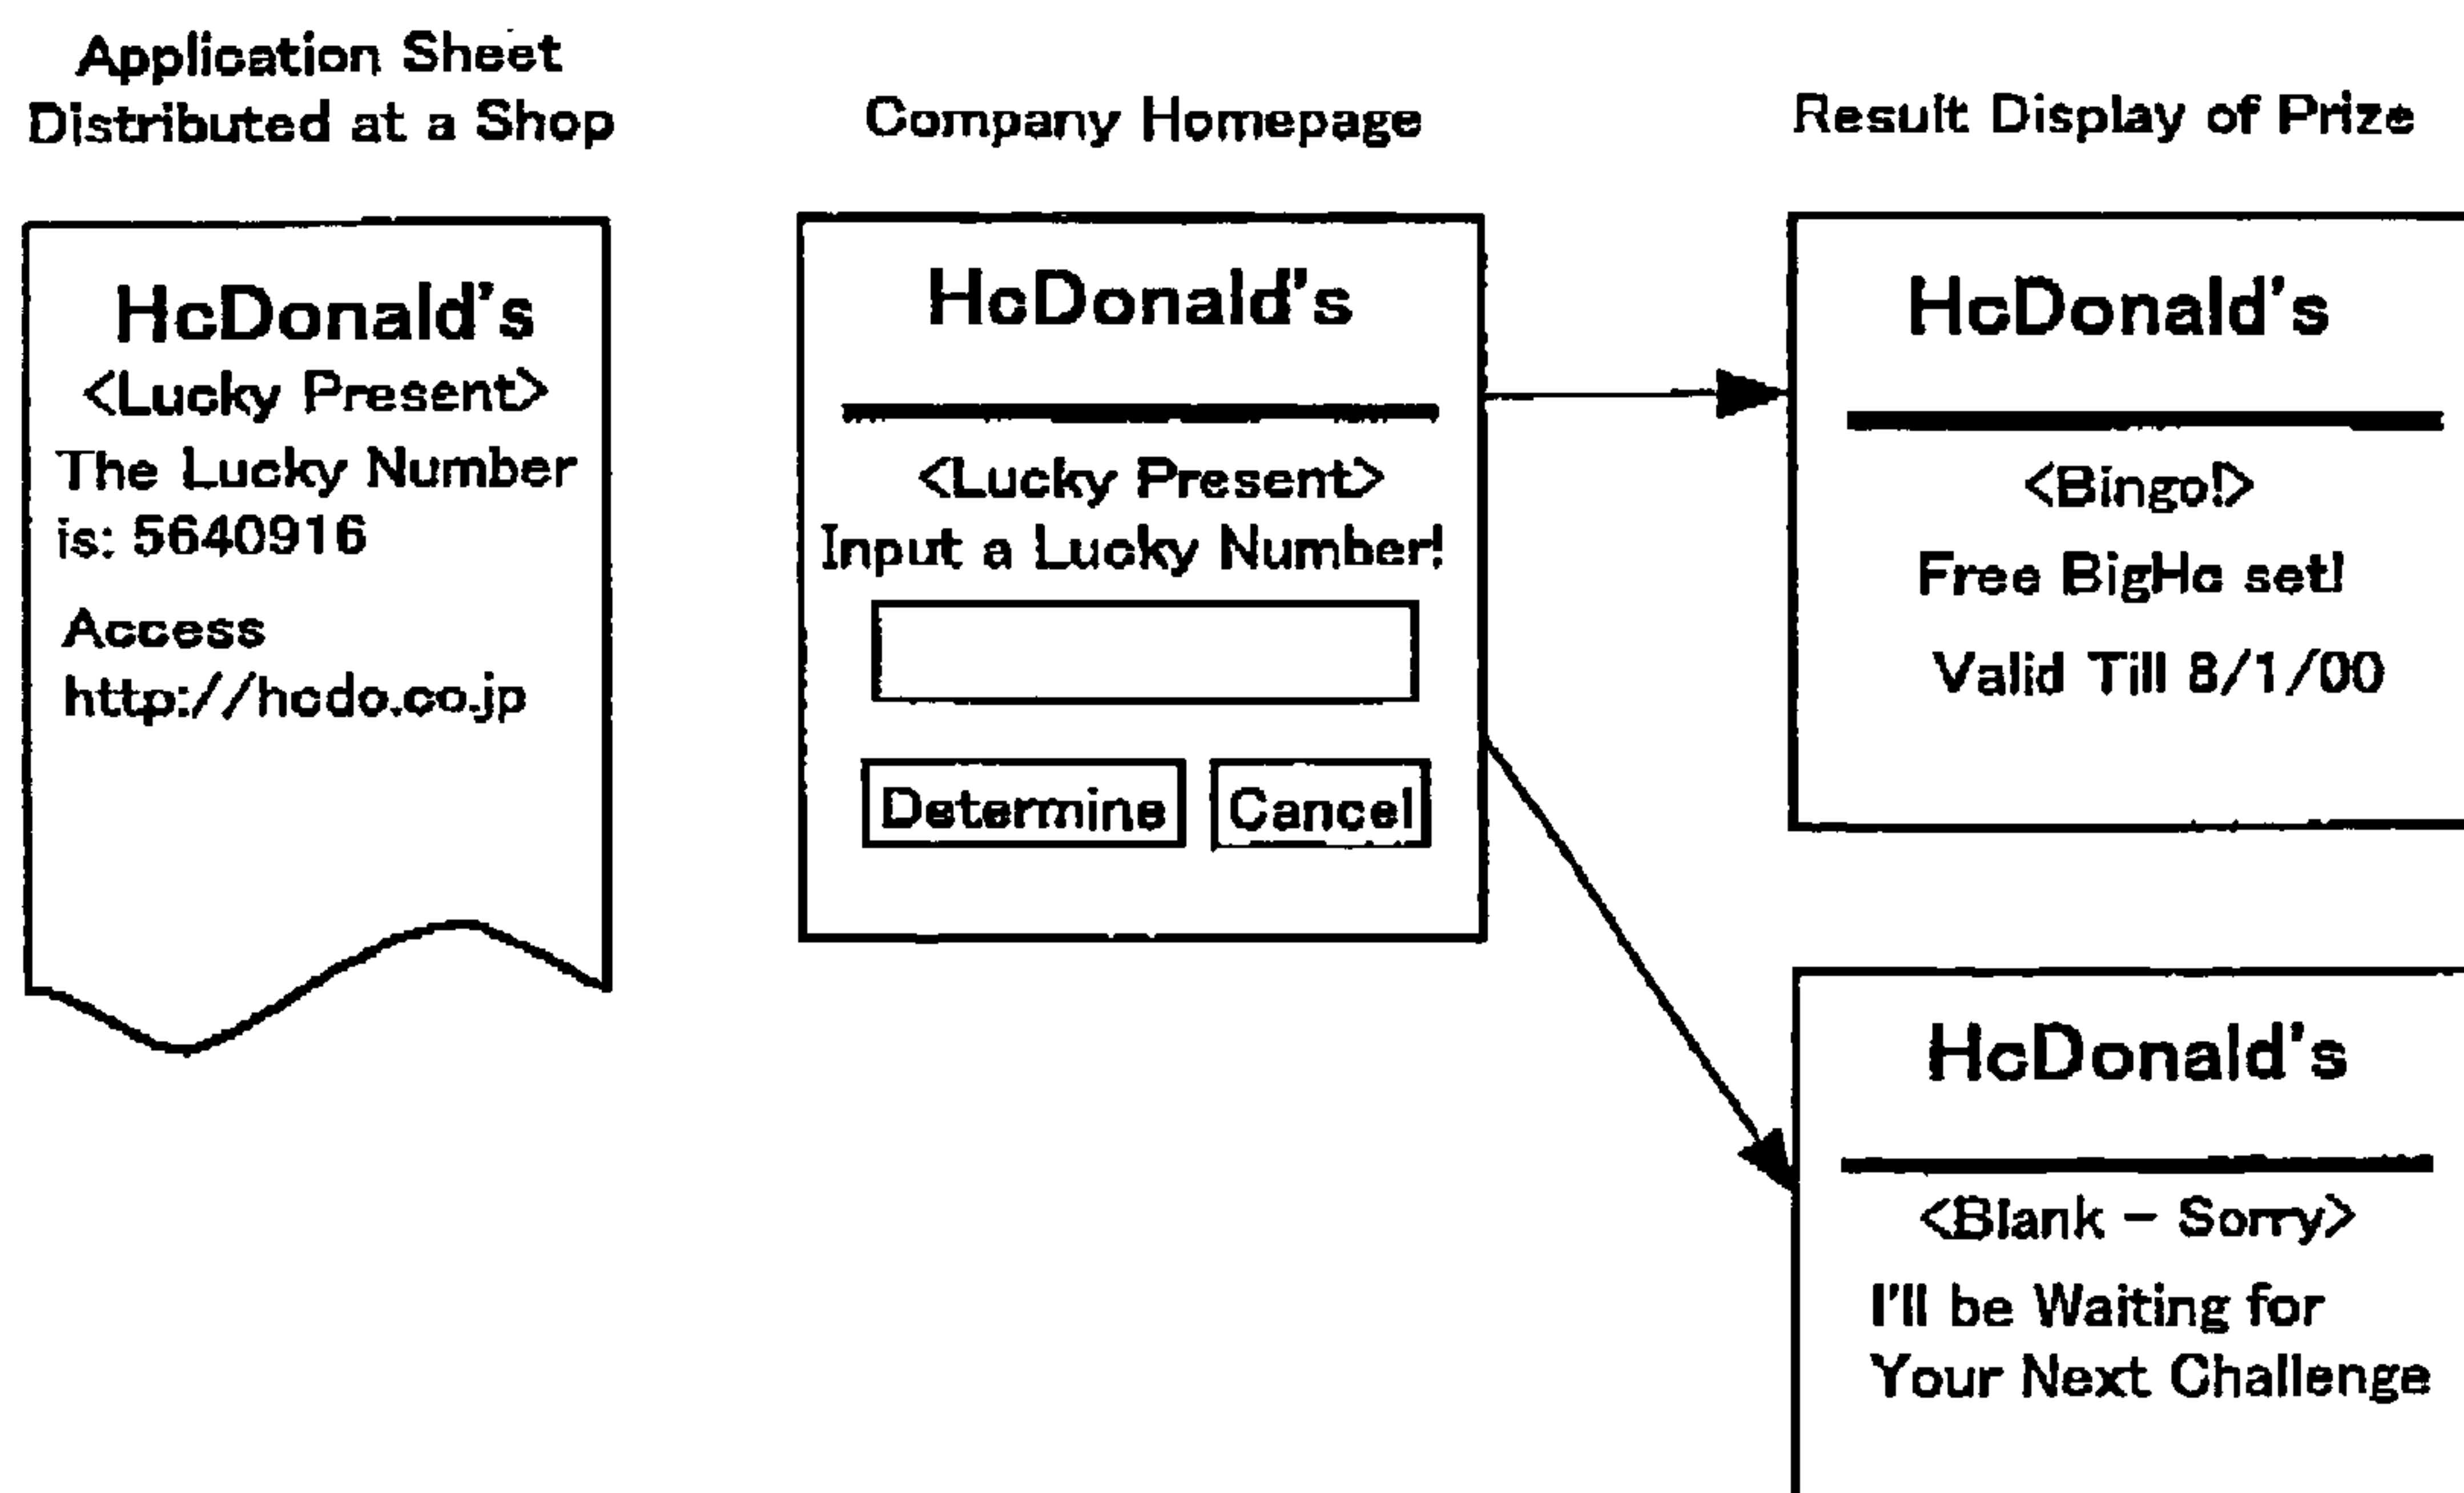 Application Sheet
Distributed at a Shop
HcDonald's
<Lucky Present>
The Lucky Number
is: 5640916
Access
http://hcdo.co.jp
Company Homepage
HcDonald's
<Lucky Present>
Input a Lucky Number!
Determine
Cancel
Result Display of Prize
HcDonald's
<Bingo!>
Free BigHc set!
Valid Till 8/1/00
HcDonald's
<Blank – Sorry>
I'll be Waiting for
Your Next Challenge